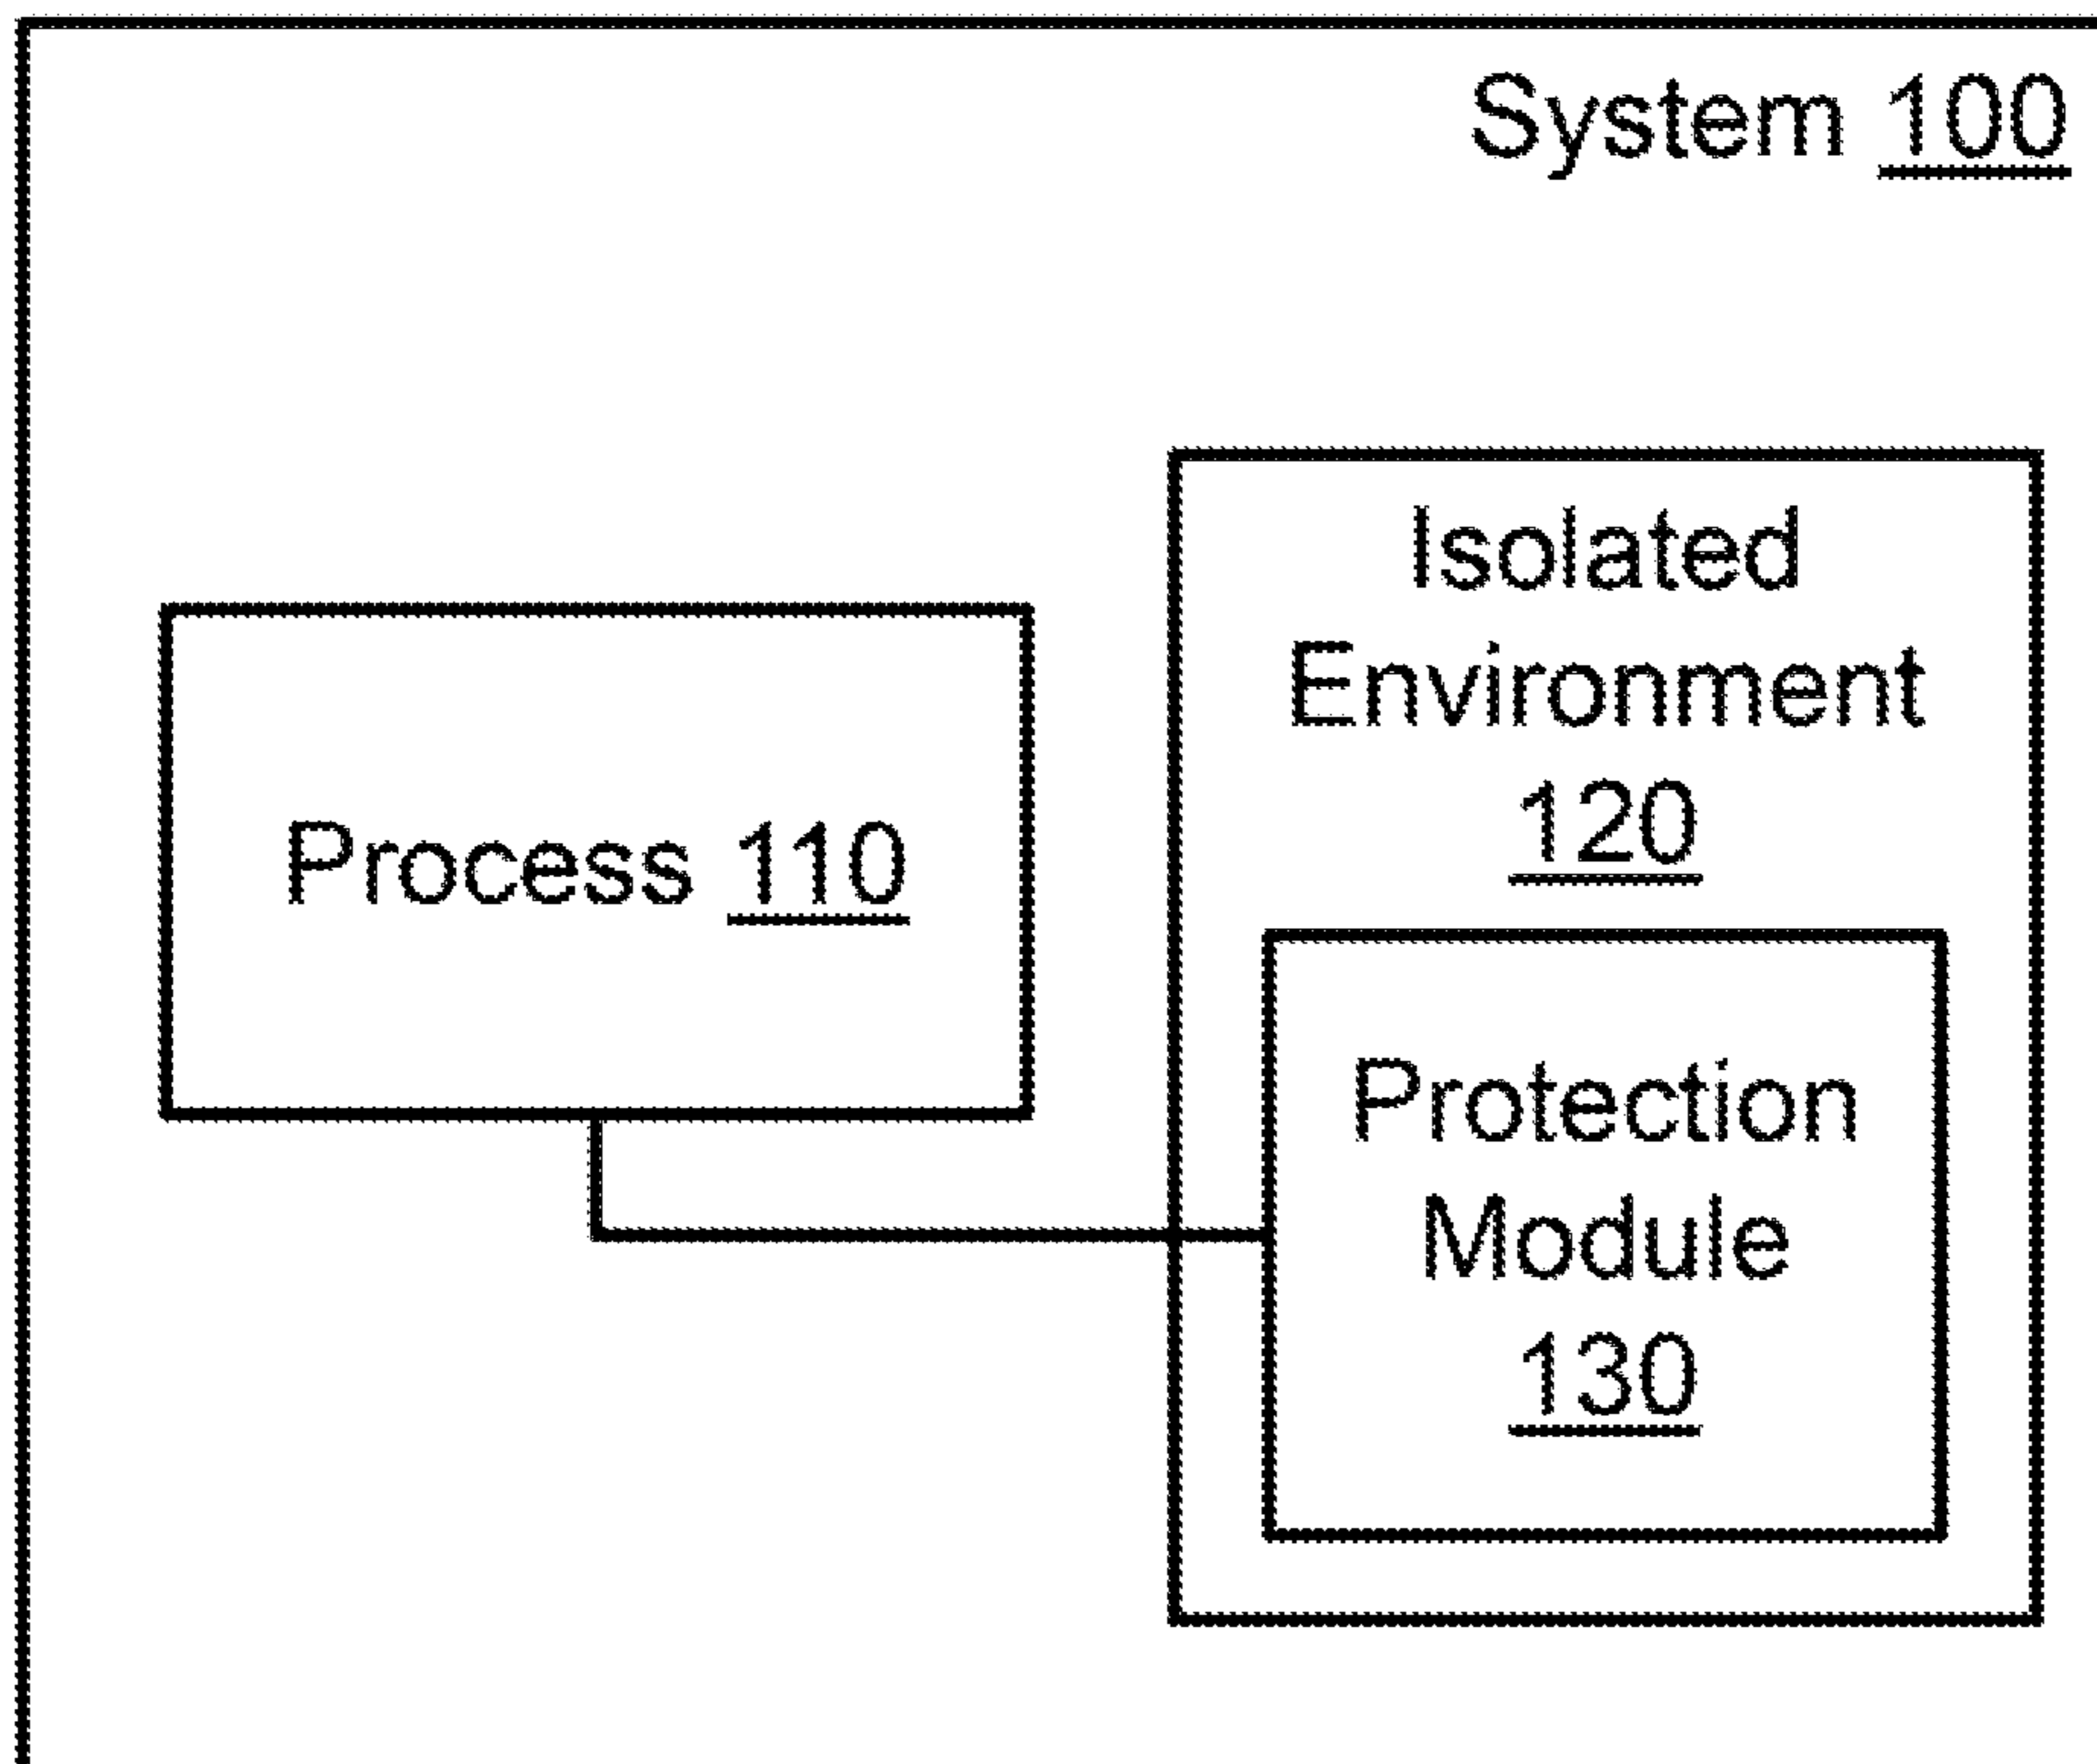 System 100
Isolated
Environment
120
Process 110
Protection
Module
130